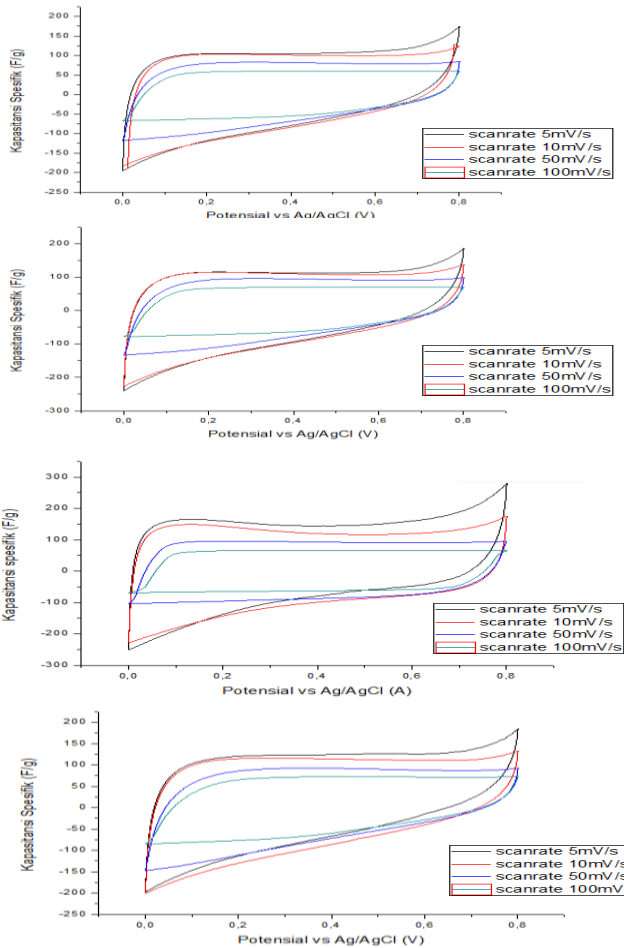 Kapasitansi Spesifik (F/g)
200
150
100
50
0
-50
-100
-150
-200
-250
0,0
0,2
0,4
0,6
0,8
Potensial vs Ag/AgCl (V)
scanrate 5mV/s
scanrate 10mV/s
scanrate 50mV/s
scanrate 100mV/s
Kapasitansi Spesifik (F/g)
200
100
0
-100
-200
-300
0,0
0,2
0,4
0,6
0,8
Potensial vs Ag/AgCl (V)
scanrate 5mV/s
scanrate 10mV/s
scanrate 50mV/s
scanrate 100mV/s
Kapasitansi spesifik (F/g)
300
200
100
0
-100
-200
-300
0,0
0,2
0,4
0,6
0,8
Potensial vs Ag/AgCl (A)
scanrate 5mV/s
scanrate 10mV/s
scanrate 50mV/s
scanrate 100mV/s
Kapasitansi Spesifik (F/g)
200
150
100
50
0
-50
-100
-150
-200
-250
0,0
0,2
0,4
0,6
0,8
Potensial vs Ag/AgCl (V)
scanrate 5mV/s
scanrate 10mV/s
scanrate 50mV/s
scanrate 100mV